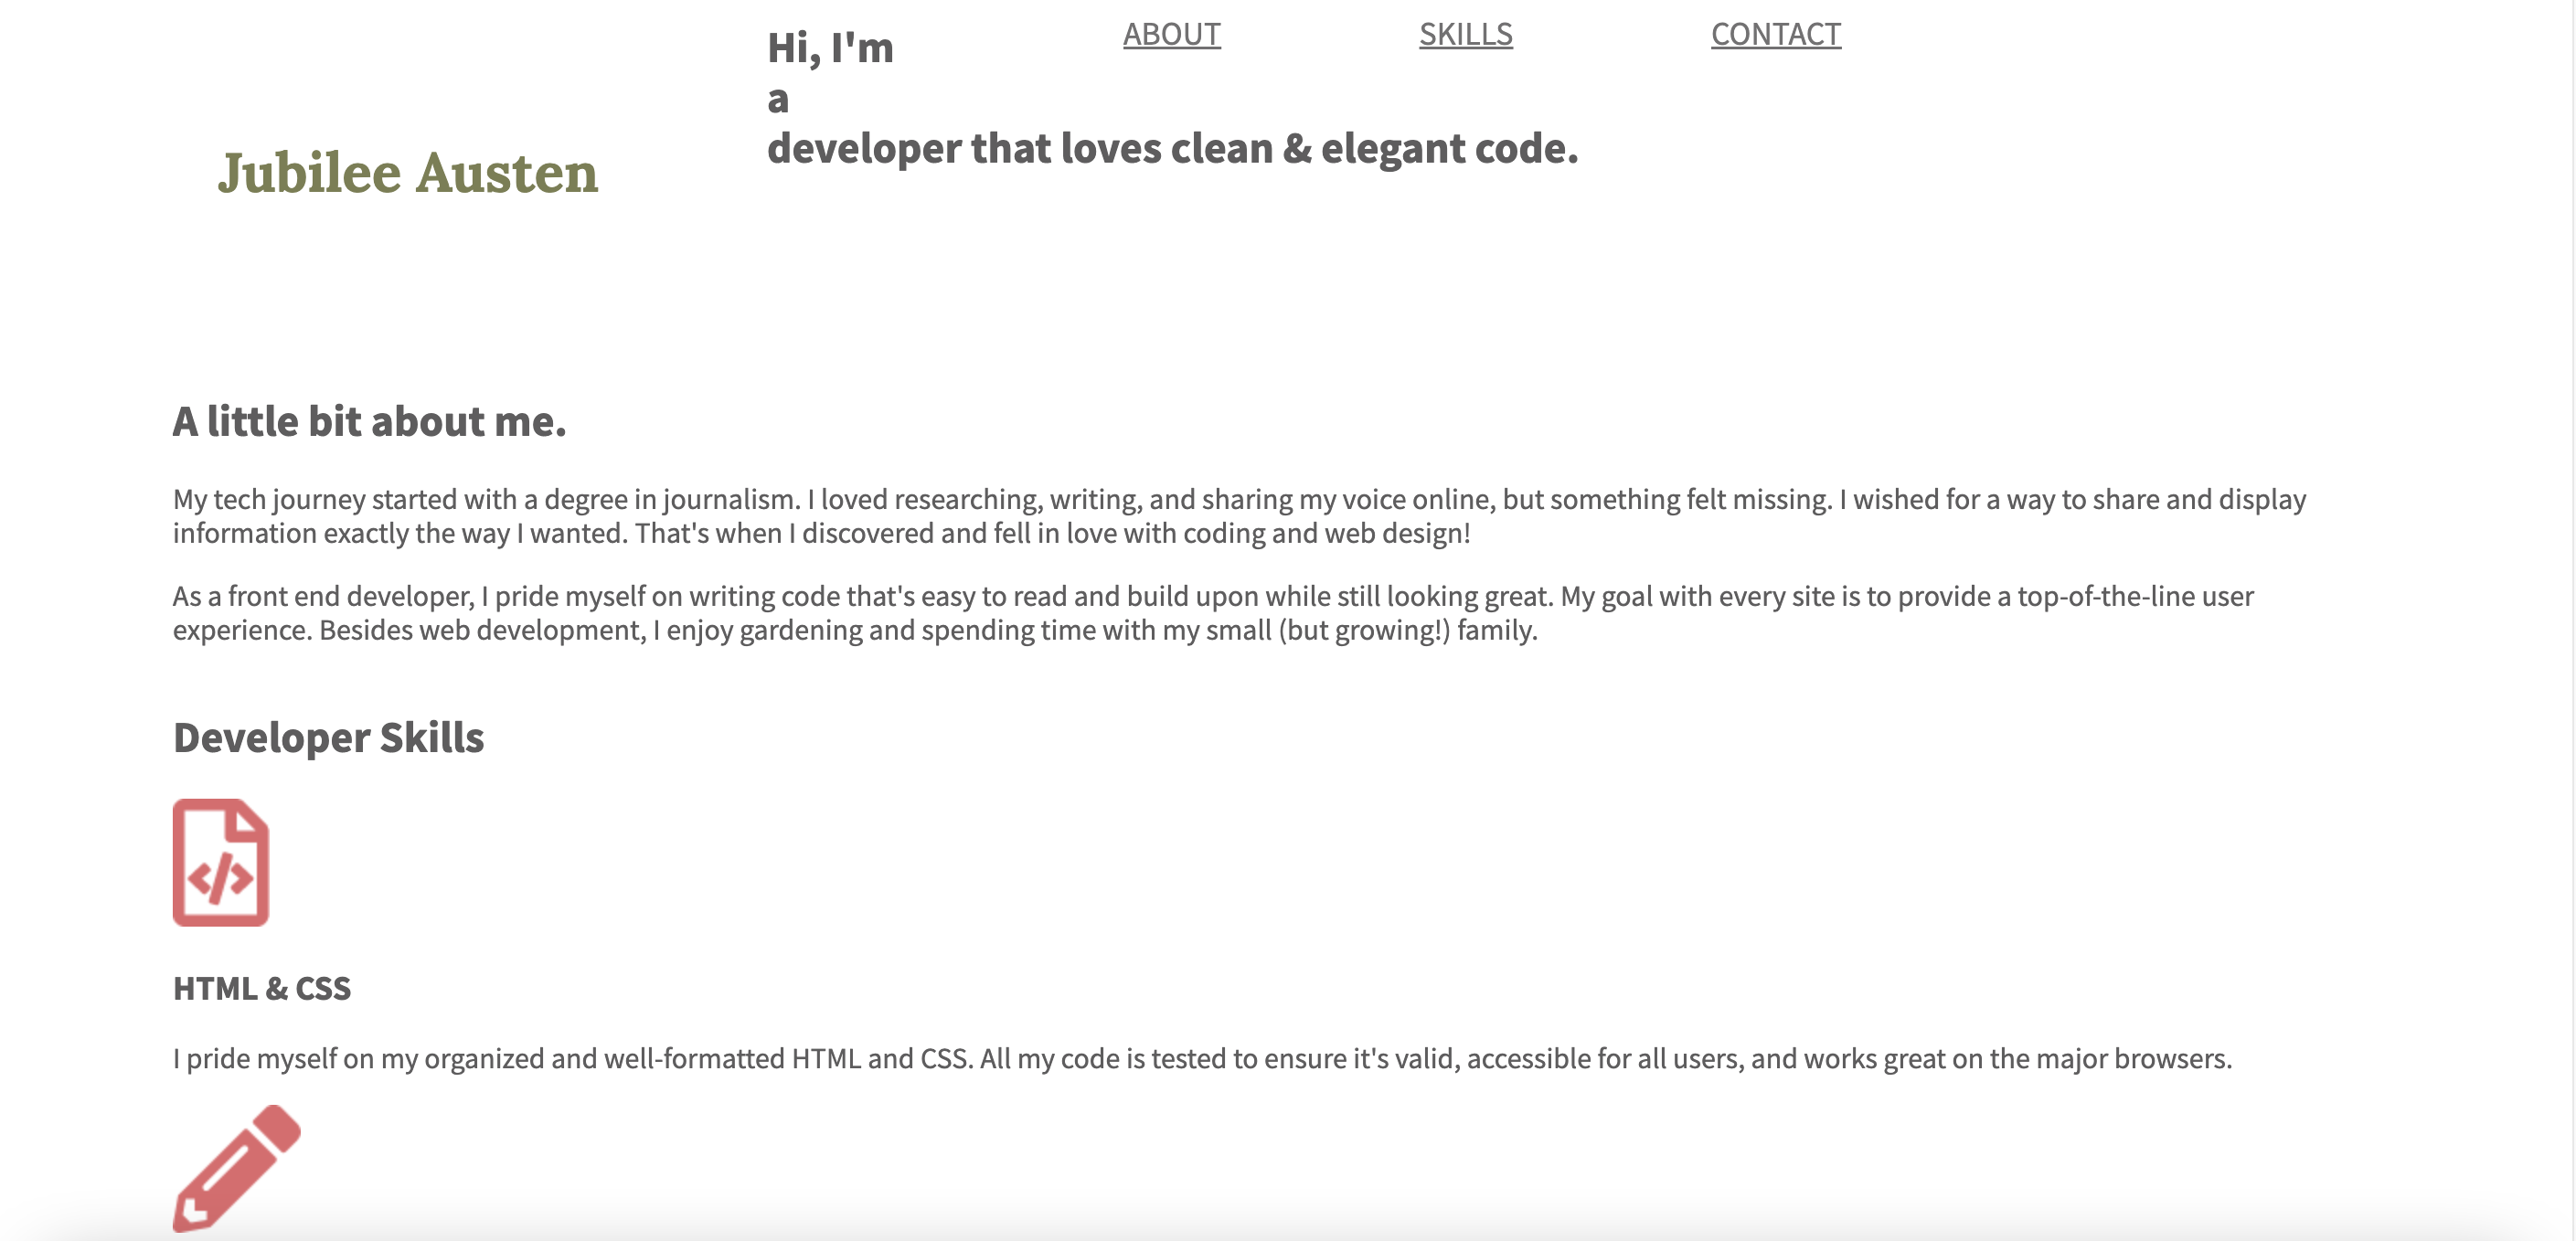 ABOUT
SKILLS
CONTACT
Hi, I'm
a
developer that loves clean & elegant code.
Jubilee Austen
A little bit about me.
My tech journey started with a degree in journalism. I loved researching, writing, and sharing my voice online, but something felt missing. I wished for a way to share and display
information exactly the way I wanted. That's when I discovered and fell in love with coding and web design!
As a front end developer, I pride myself on writing code that's easy to read and build upon while still looking great. My goal with every site is to provide a top-of-the-line user
experience. Besides web development, I enjoy gardening and spending time with my small (but growing!) family.
Developer Skills
</>
HTML & CSS
I pride myself on my organized and well-formatted HTML and CSS. All my code is tested to ensure it's valid, accessible for all users, and works great on the major browsers.